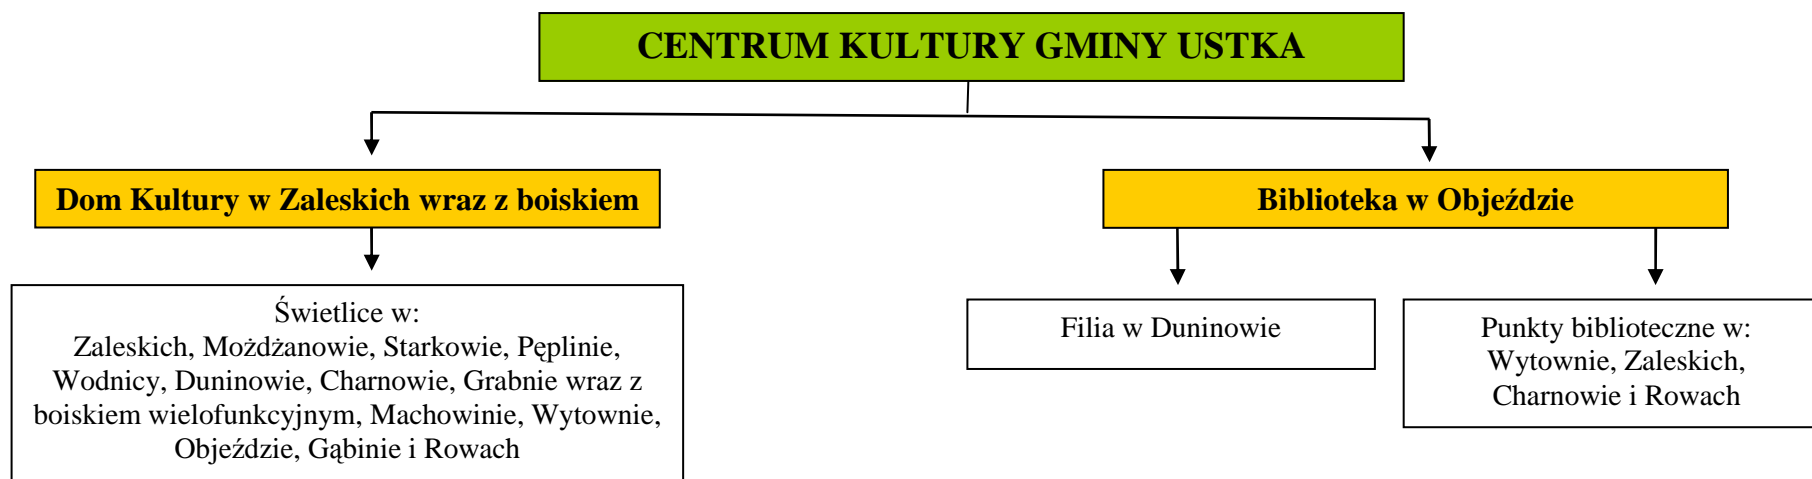 CENTRUM KULTURY GMINY USTKA
Dom Kultury w Zaleskich wraz z boiskiem
Biblioteka w Objeździe
Świetlice w:
Zaleskich, Możdżanowie, Starkowie, Pęplinie,
Wodnicy, Duninowie, Charnowie, Grabnie wraz z
boiskiem wielofunkcyjnym, Machowinie, Wytownie,
Objeździe, Gąbinie i Rowach
Filia w Duninowie
Punkty biblioteczne w:
Wytownie, Zaleskich,
Charnowie i Rowach